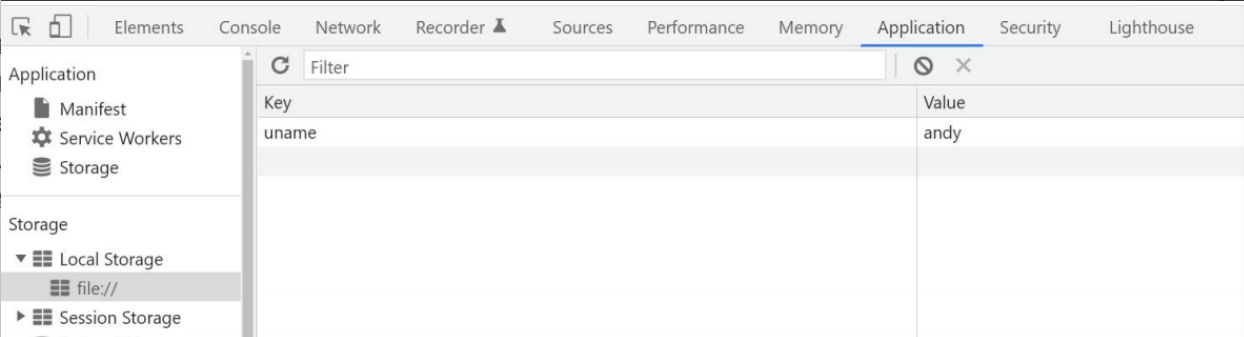 Elements Console Network Recorder Sources Performance Memory Application Security Lighthouse
Application
Filter
Manifest
Key Value
Service Workers
uname andy
Storage
Storage
Local Storage
file://
Session Storage